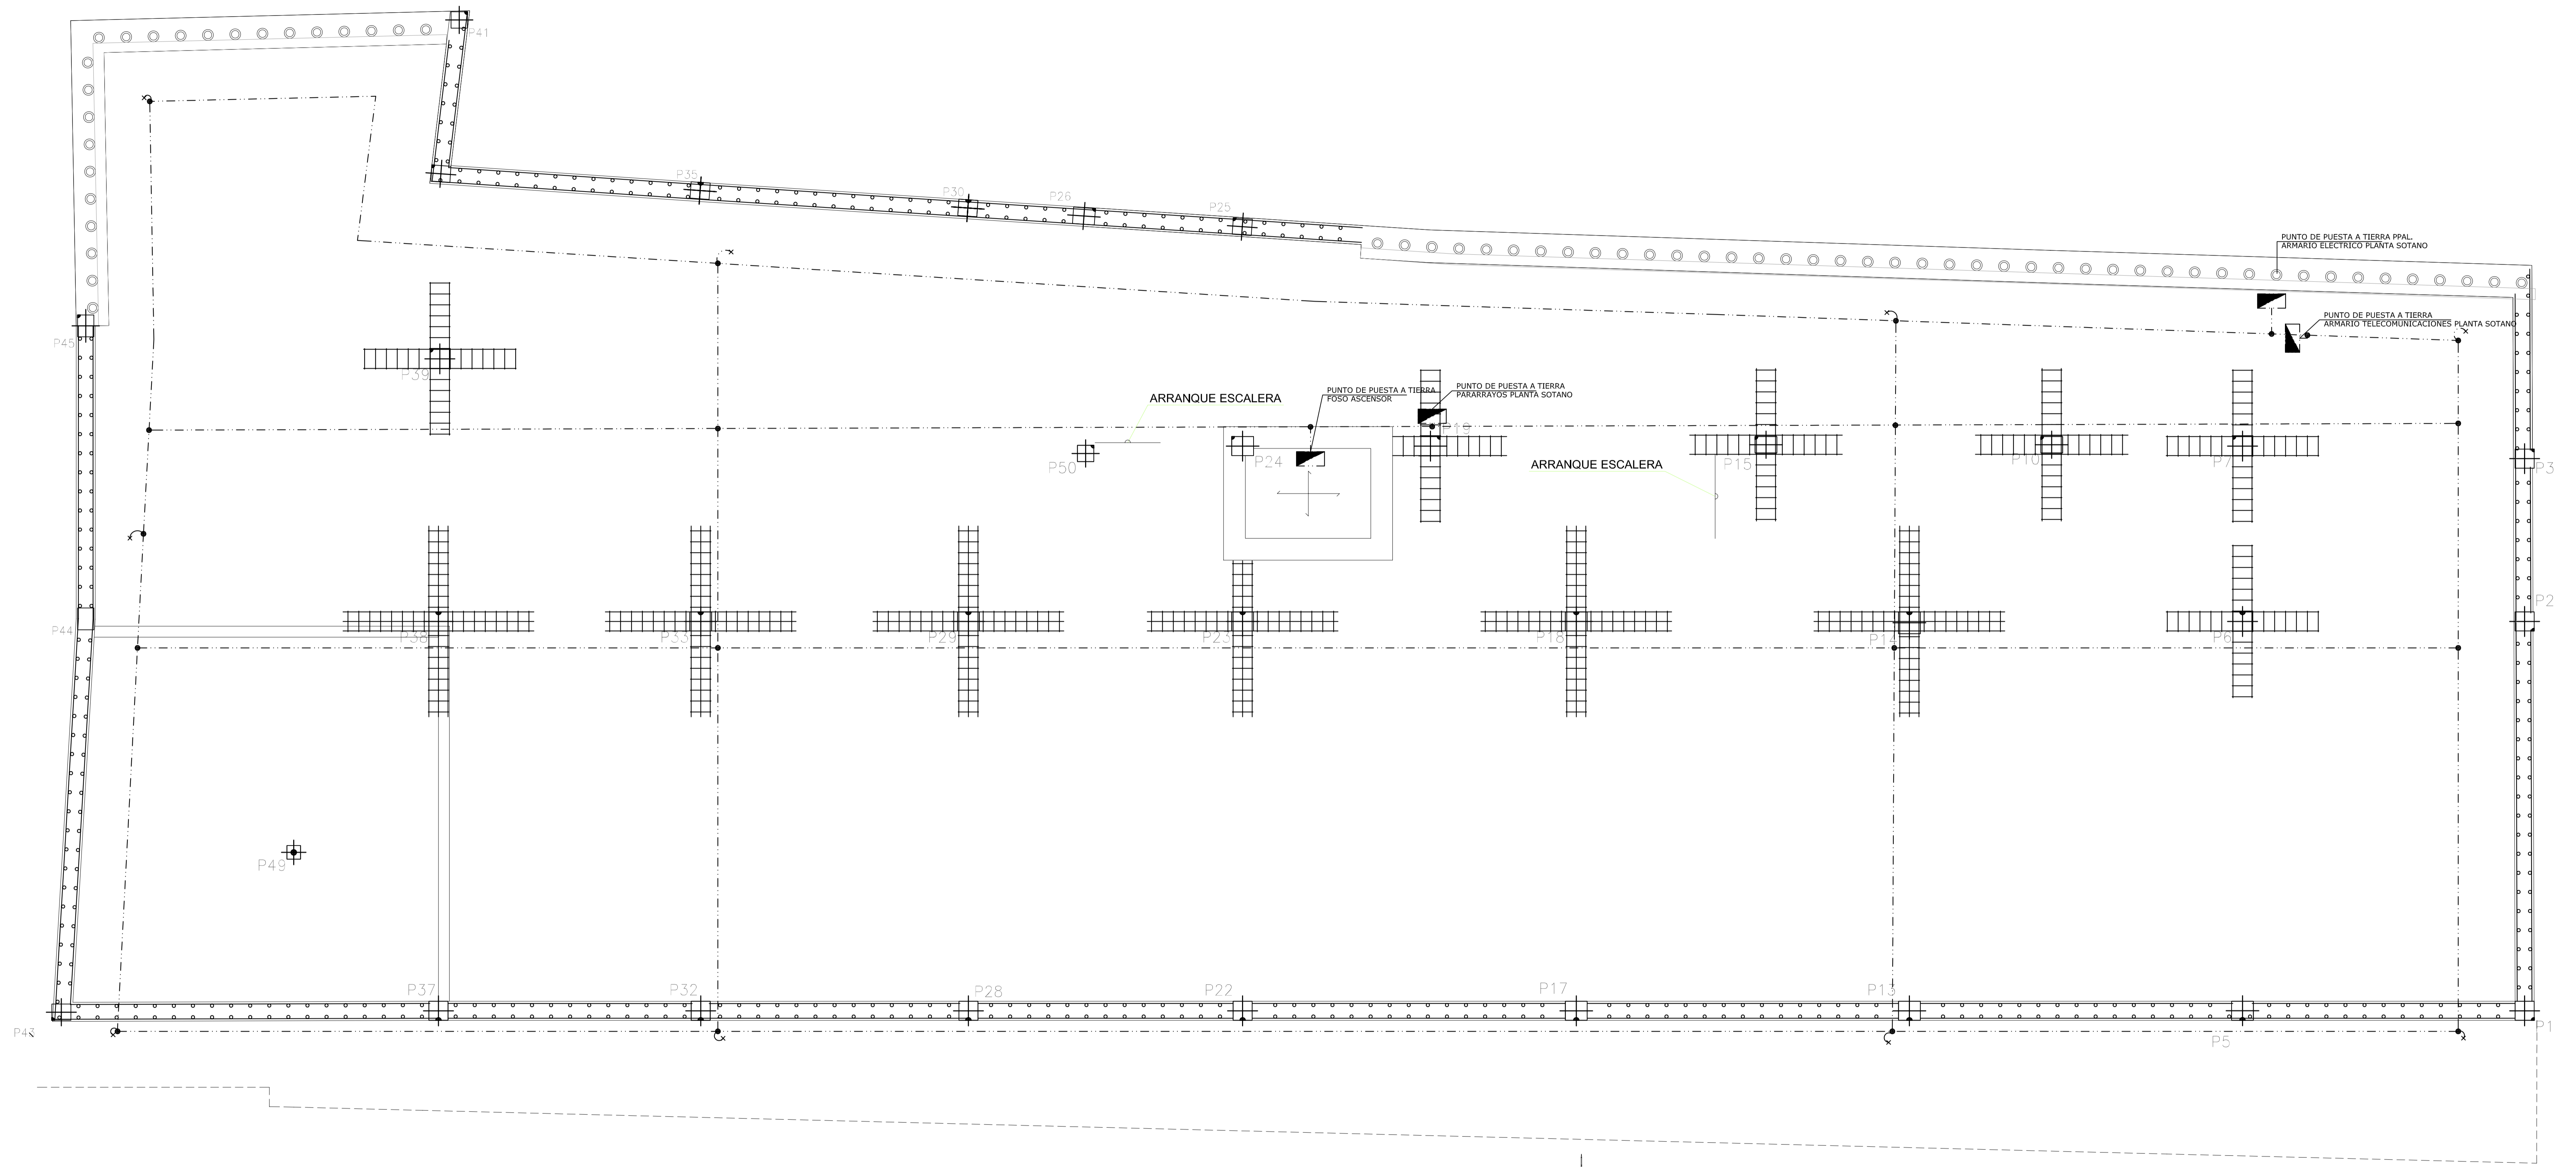 P41
P35
P30
P26
P25
PUNTO DE PUESTA A TIERRA PPAL.
ARMARIO ELECTRICO PLANTA SOTANO
PUNTO DE PUESTA A TIERRA
ARMARIO TELECOMUNICACIONES PLANTA SOTANO
P45
P39
ARRANQUE ESCALERA
PUNTO DE PUESTA A TIERRA
FOSO ASCENSOR
PUNTO DE PUESTA A TIERRA
PARARRAYOS PLANTA SOTANO
P19
P50
P24
ARRANQUE ESCALERA
P15
P10
P7
P3
P2
P44
P38
P33
P29
P23
P18
P14
P6
P49
P37
P32
P28
P22
P17
P13
P43
P5
P1